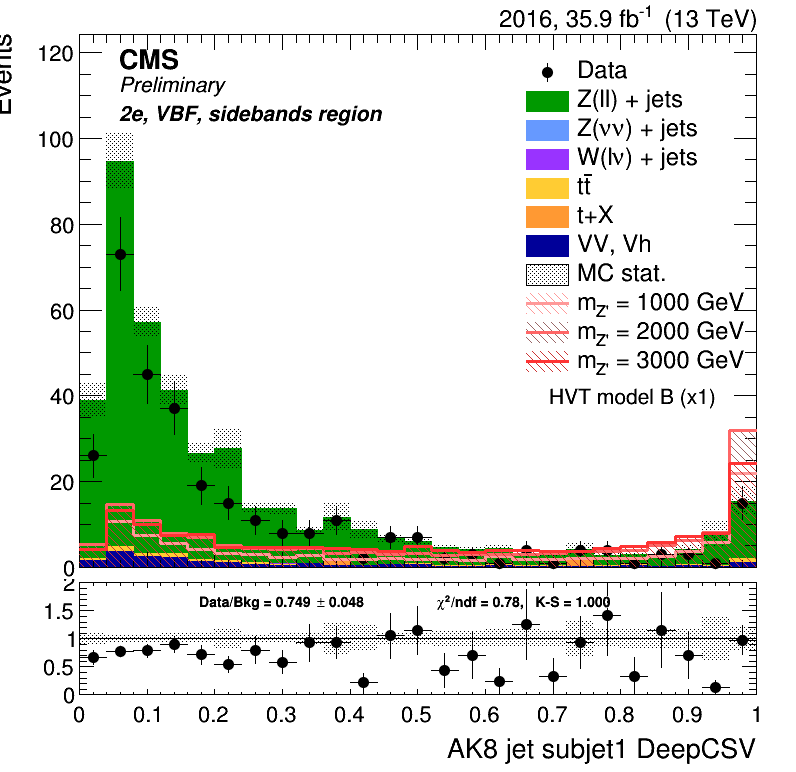 2016, 35.9 fb⁻¹ (13 TeV)
Events
CMS
Preliminary
2e, VBF, sidebands region
Data
Z(ll) + jets
Z(νν) + jets
W(lν) + jets
tt̄
t+X
VV, Vh
MC stat.
m_Z' = 1000 GeV
m_Z' = 2000 GeV
m_Z' = 3000 GeV
HVT model B (x1)
120
100
80
60
40
20
0
2
1.5
1
0.5
0
Data/Bkg = 0.749 ± 0.048
χ²/ndf = 0.78, K-S = 1.000
0 0.1 0.2 0.3 0.4 0.5 0.6 0.7 0.8 0.9 1
AK8 jet subjet1 DeepCSV